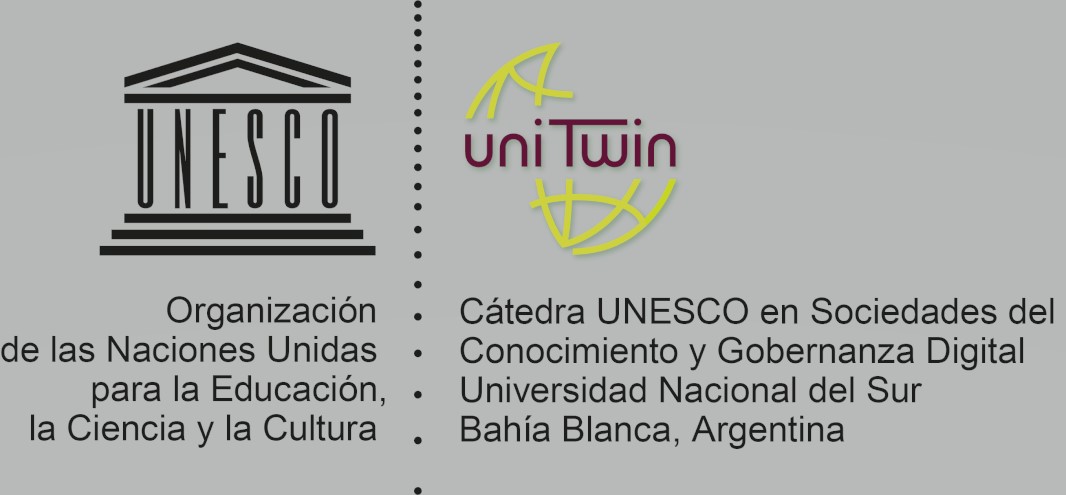 UNESCO
Organización
de las Naciones Unidas
para la Educación,
la Ciencia y la Cultura
uniTwin
Cátedra UNESCO en Sociedades del
Conocimiento y Gobernanza Digital
Universidad Nacional del Sur
Bahía Blanca, Argentina